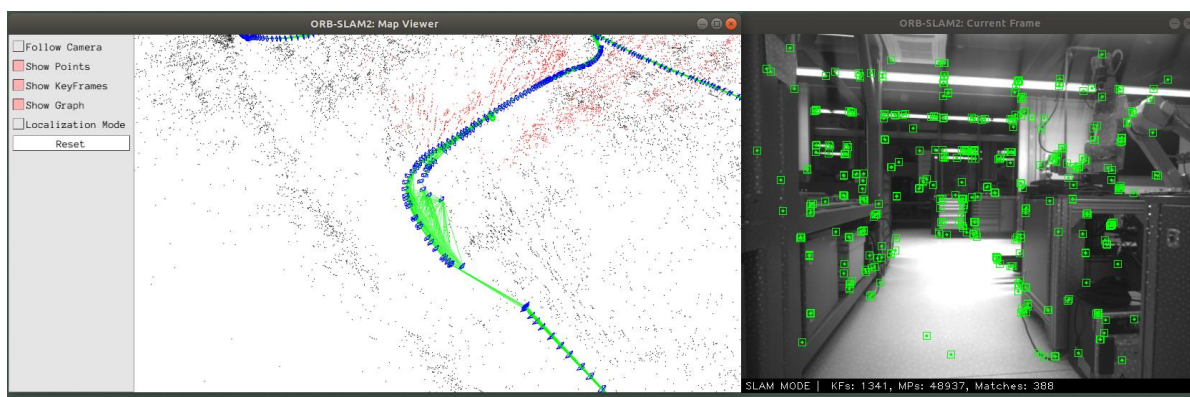 ORB-SLAM2: Map Viewer
Follow Camera
Show Points
Show KeyFrames
Show Graph
Localization Mode
Reset
ORB-SLAM2: Current Frame
SLAM MODE | KFs: 1341, MPs: 48937, Matches: 388